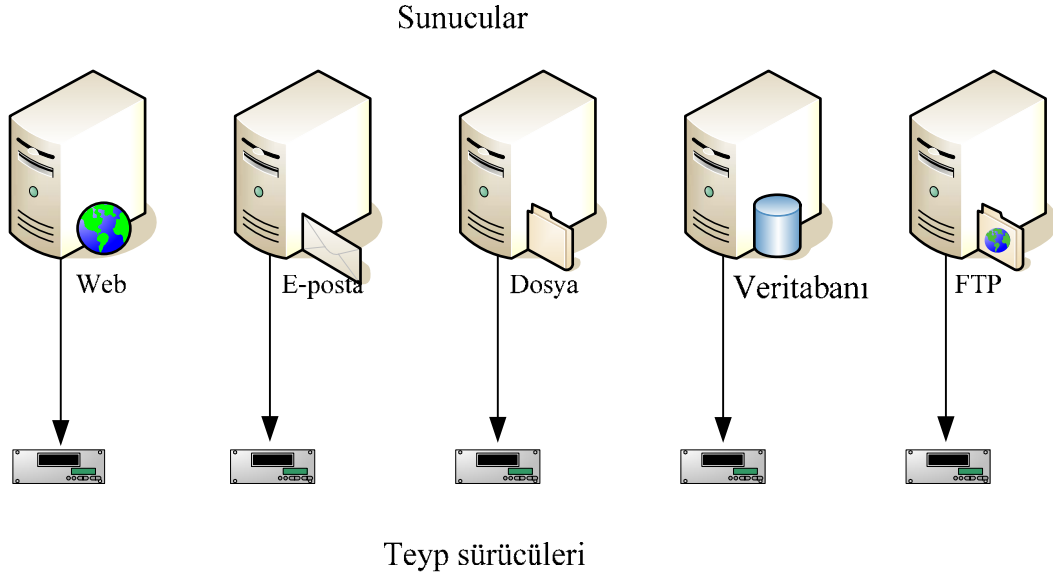 Sunucular
Web
E-posta
Dosya
Veritabanı
FTP
Teyp sürücüleri